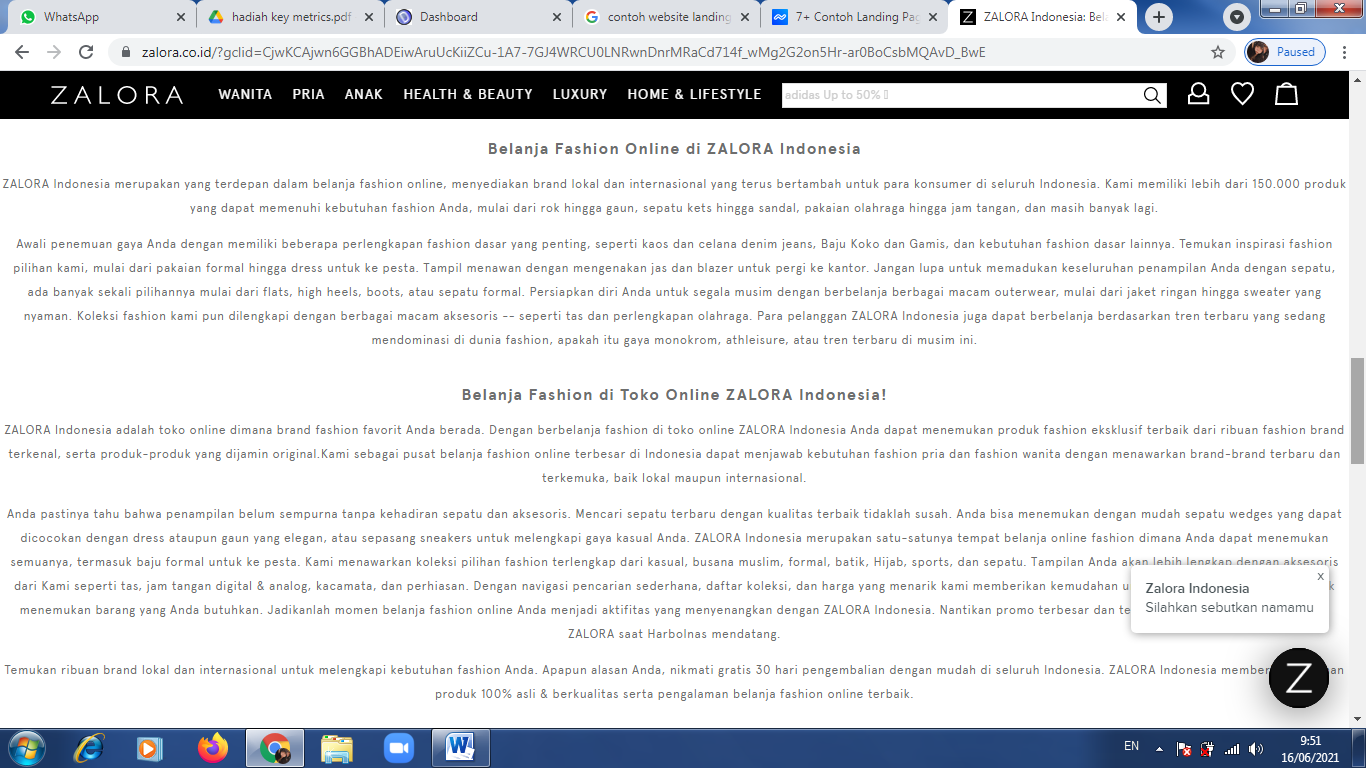 WhatsApp
hadiah key metrics.pdf
Dashboard
contoh website landing
7+ Contoh Landing Pag
ZALORA Indonesia: Bela
zalora.co.id/?gclid=CjwKCAjwn6GGBhADEiwAruUcKiiZCu-1A7-7GJ4WRCU0LNRwnDnrMRaCd714f_wMg2G2on5Hr-ar0BoCsbMQAvD_BwE
Paused
ZALORA WANITA PRIA ANAK HEALTH & BEAUTY LUXURY HOME & LIFESTYLE adidas Up to 50%
Belanja Fashion Online di ZALORA Indonesia
ZALORA Indonesia merupakan yang terdepan dalam belanja fashion online, menyediakan brand lokal dan internasional yang terus bertambah untuk para konsumer di seluruh Indonesia. Kami memiliki lebih dari 150.000 produk
yang dapat memenuhi kebutuhan fashion Anda, mulai dari rok hingga gaun, sepatu kets hingga sandal, pakaian olahraga hingga jam tangan, dan masih banyak lagi.
Awali penemuan gaya Anda dengan memiliki beberapa perlengkapan fashion dasar yang penting, seperti kaos dan celana denim jeans, Baju Koko dan Gamis, dan kebutuhan fashion dasar lainnya. Temukan inspirasi fashion
pilihan kami, mulai dari pakaian formal hingga dress untuk ke pesta. Tampil menawan dengan mengenakan jas dan blazer untuk pergi ke kantor. Jangan lupa untuk memadukan keseluruhan penampilan Anda dengan sepatu,
ada banyak sekali pilihannya mulai dari flats, high heels, boots, atau sepatu formal. Persiapkan diri Anda untuk segala musim dengan berbelanja berbagai macam outerwear, mulai dari jaket ringan hingga sweater yang
nyaman. Koleksi fashion kami pun dilengkapi dengan berbagai macam aksesoris -- seperti tas dan perlengkapan olahraga. Para pelanggan ZALORA Indonesia juga dapat berbelanja berdasarkan tren terbaru yang sedang
mendominasi di dunia fashion, apakah itu gaya monokrom, athleisure, atau tren terbaru di musim ini.
Belanja Fashion di Toko Online ZALORA Indonesia!
ZALORA Indonesia adalah toko online dimana brand fashion favorit Anda berada. Dengan berbelanja fashion di toko online ZALORA Indonesia Anda dapat menemukan produk fashion eksklusif terbaik dari ribuan fashion brand
terkenal, serta produk-produk yang dijamin original.Kami sebagai pusat belanja fashion online terbesar di Indonesia dapat menjawab kebutuhan fashion pria dan fashion wanita dengan menawarkan brand-brand terbaru dan
terkemuka, baik lokal maupun internasional.
Anda pastinya tahu bahwa penampilan belum sempurna tanpa kehadiran sepatu dan aksesoris. Mencari sepatu terbaru dengan kualitas terbaik tidaklah susah. Anda bisa menemukan dengan mudah sepatu wedges yang dapat
dicocokan dengan dress ataupun gaun yang elegan, atau sepasang sneakers untuk melengkapi gaya kasual Anda. ZALORA Indonesia merupakan satu-satunya tempat belanja online fashion dimana Anda dapat menemukan
semuanya, termasuk baju formal untuk ke pesta. Kami menawarkan koleksi pilihan fashion terlengkap dari kasual, busana muslim, formal, batik, Hijab, sports, dan sepatu. Tampilan Anda akan lebih lengkap dengan aksesoris
dari Kami seperti tas, jam tangan digital & analog, kacamata, dan perhiasan. Dengan navigasi pencarian sederhana, daftar koleksi, dan harga yang menarik kami memberikan kemudahan
menemukan barang yang Anda butuhkan. Jadikanlah momen belanja fashion online Anda menjadi aktifitas yang menyenangkan dengan ZALORA Indonesia. Nantikan promo terbesar dan
ZALORA saat Harbolnas mendatang.
Temukan ribuan brand lokal dan internasional untuk melengkapi kebutuhan fashion Anda. Apapun alasan Anda, nikmati gratis 30 hari pengembalian dengan mudah di seluruh Indonesia. ZALORA Indonesia
produk 100% asli & berkualitas serta pengalaman belanja fashion online terbaik.
x
Zalora Indonesia
Silahkan sebutkan namamu
Z
EN
9:51
16/06/2021